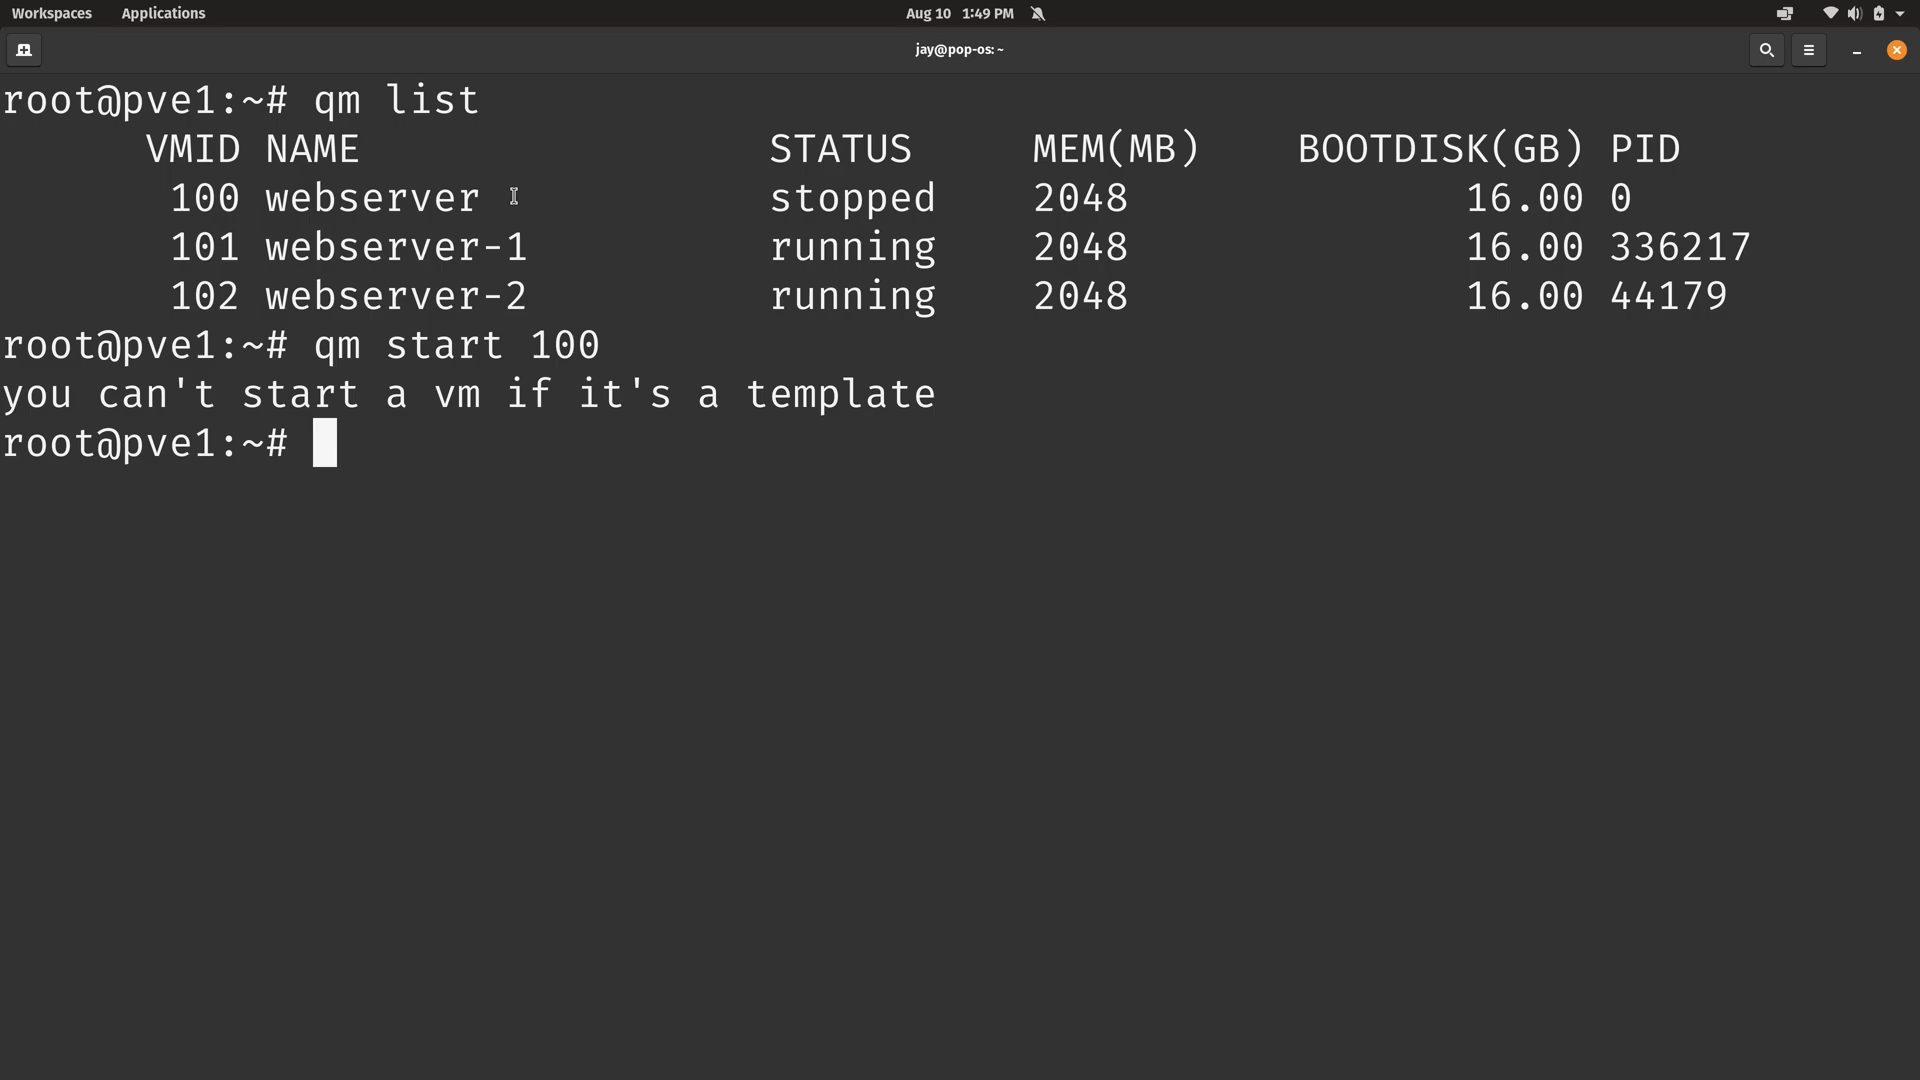 Workspaces Applications Aug 10 1:49 PM
jay@pop-os: ~
root@pve1:~# qm list
VMID NAME STATUS MEM(MB) BOOTDISK(GB) PID
100 webserver stopped 2048 16.00 0
101 webserver-1 running 2048 16.00 336217
102 webserver-2 running 2048 16.00 44179
root@pve1:~# qm start 100
you can't start a vm if it's a template
root@pve1:~#